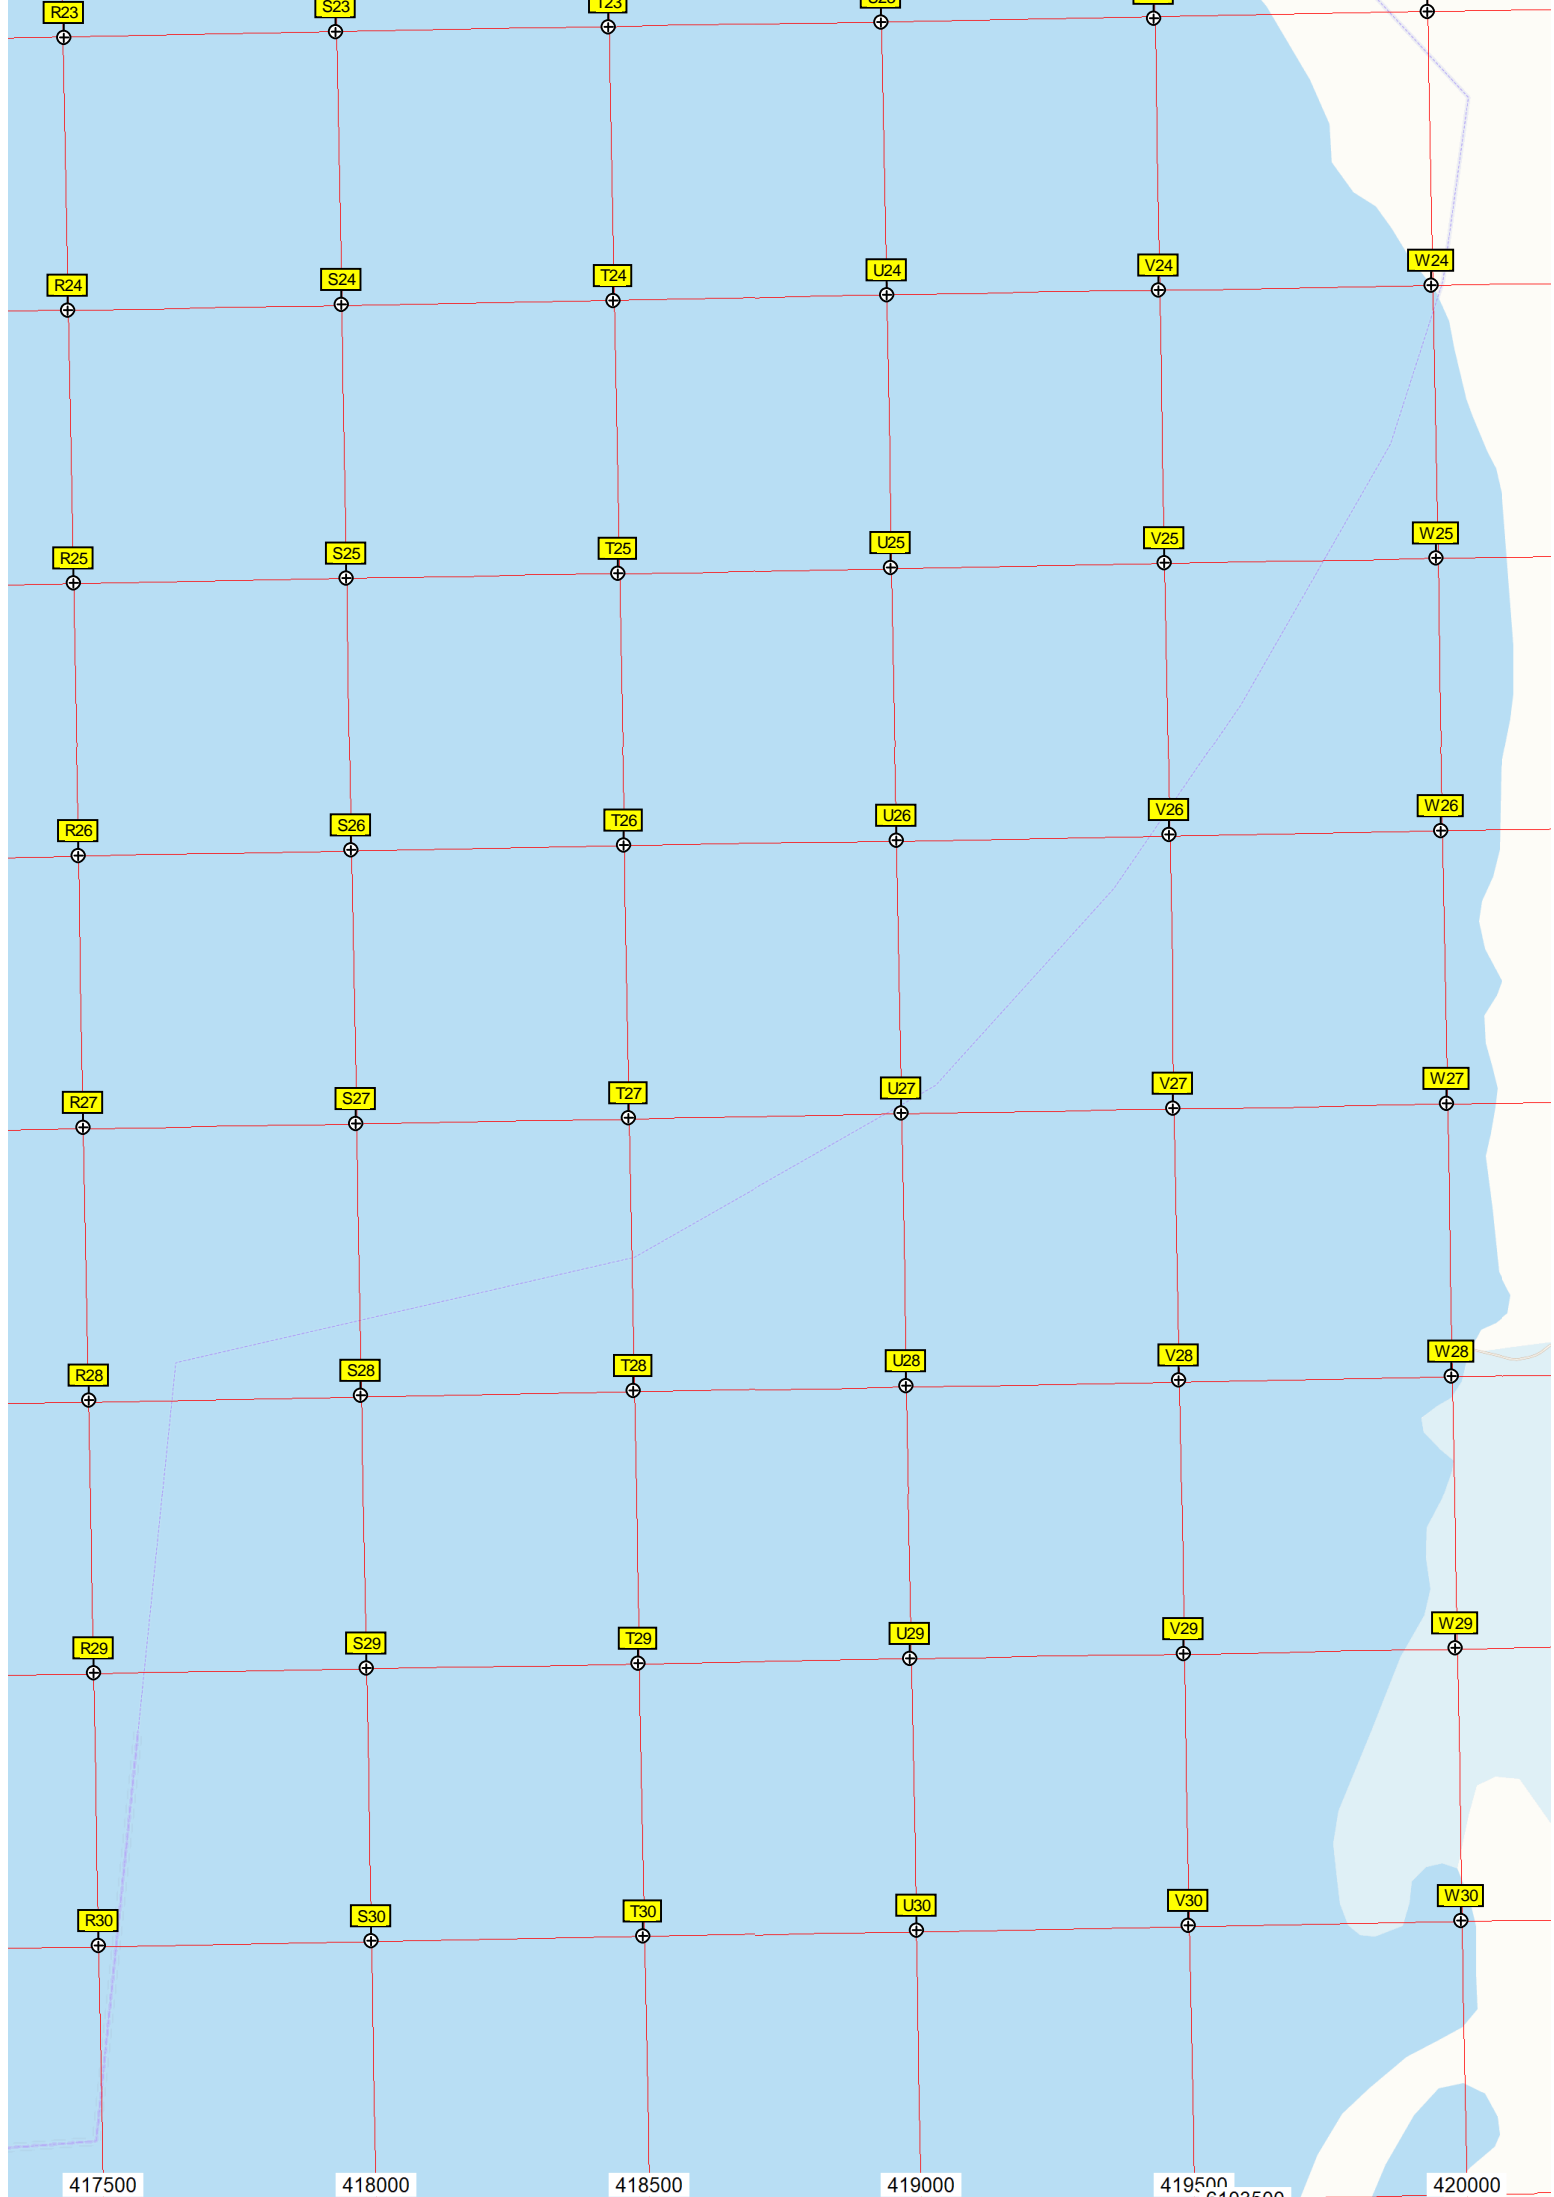 R23 S23 T23
R24 S24 T24 U24 V24 W24
R25 S25 T25 U25 V25 W25
R26 S26 T26 U26 V26 W26
R27 S27 T27 U27 V27 W27
R28 S28 T28 U28 V28 W28
R29 S29 T29 U29 V29 W29
R30 S30 T30 U30 V30 W30
417500 418000 418500 419000 419500 420000